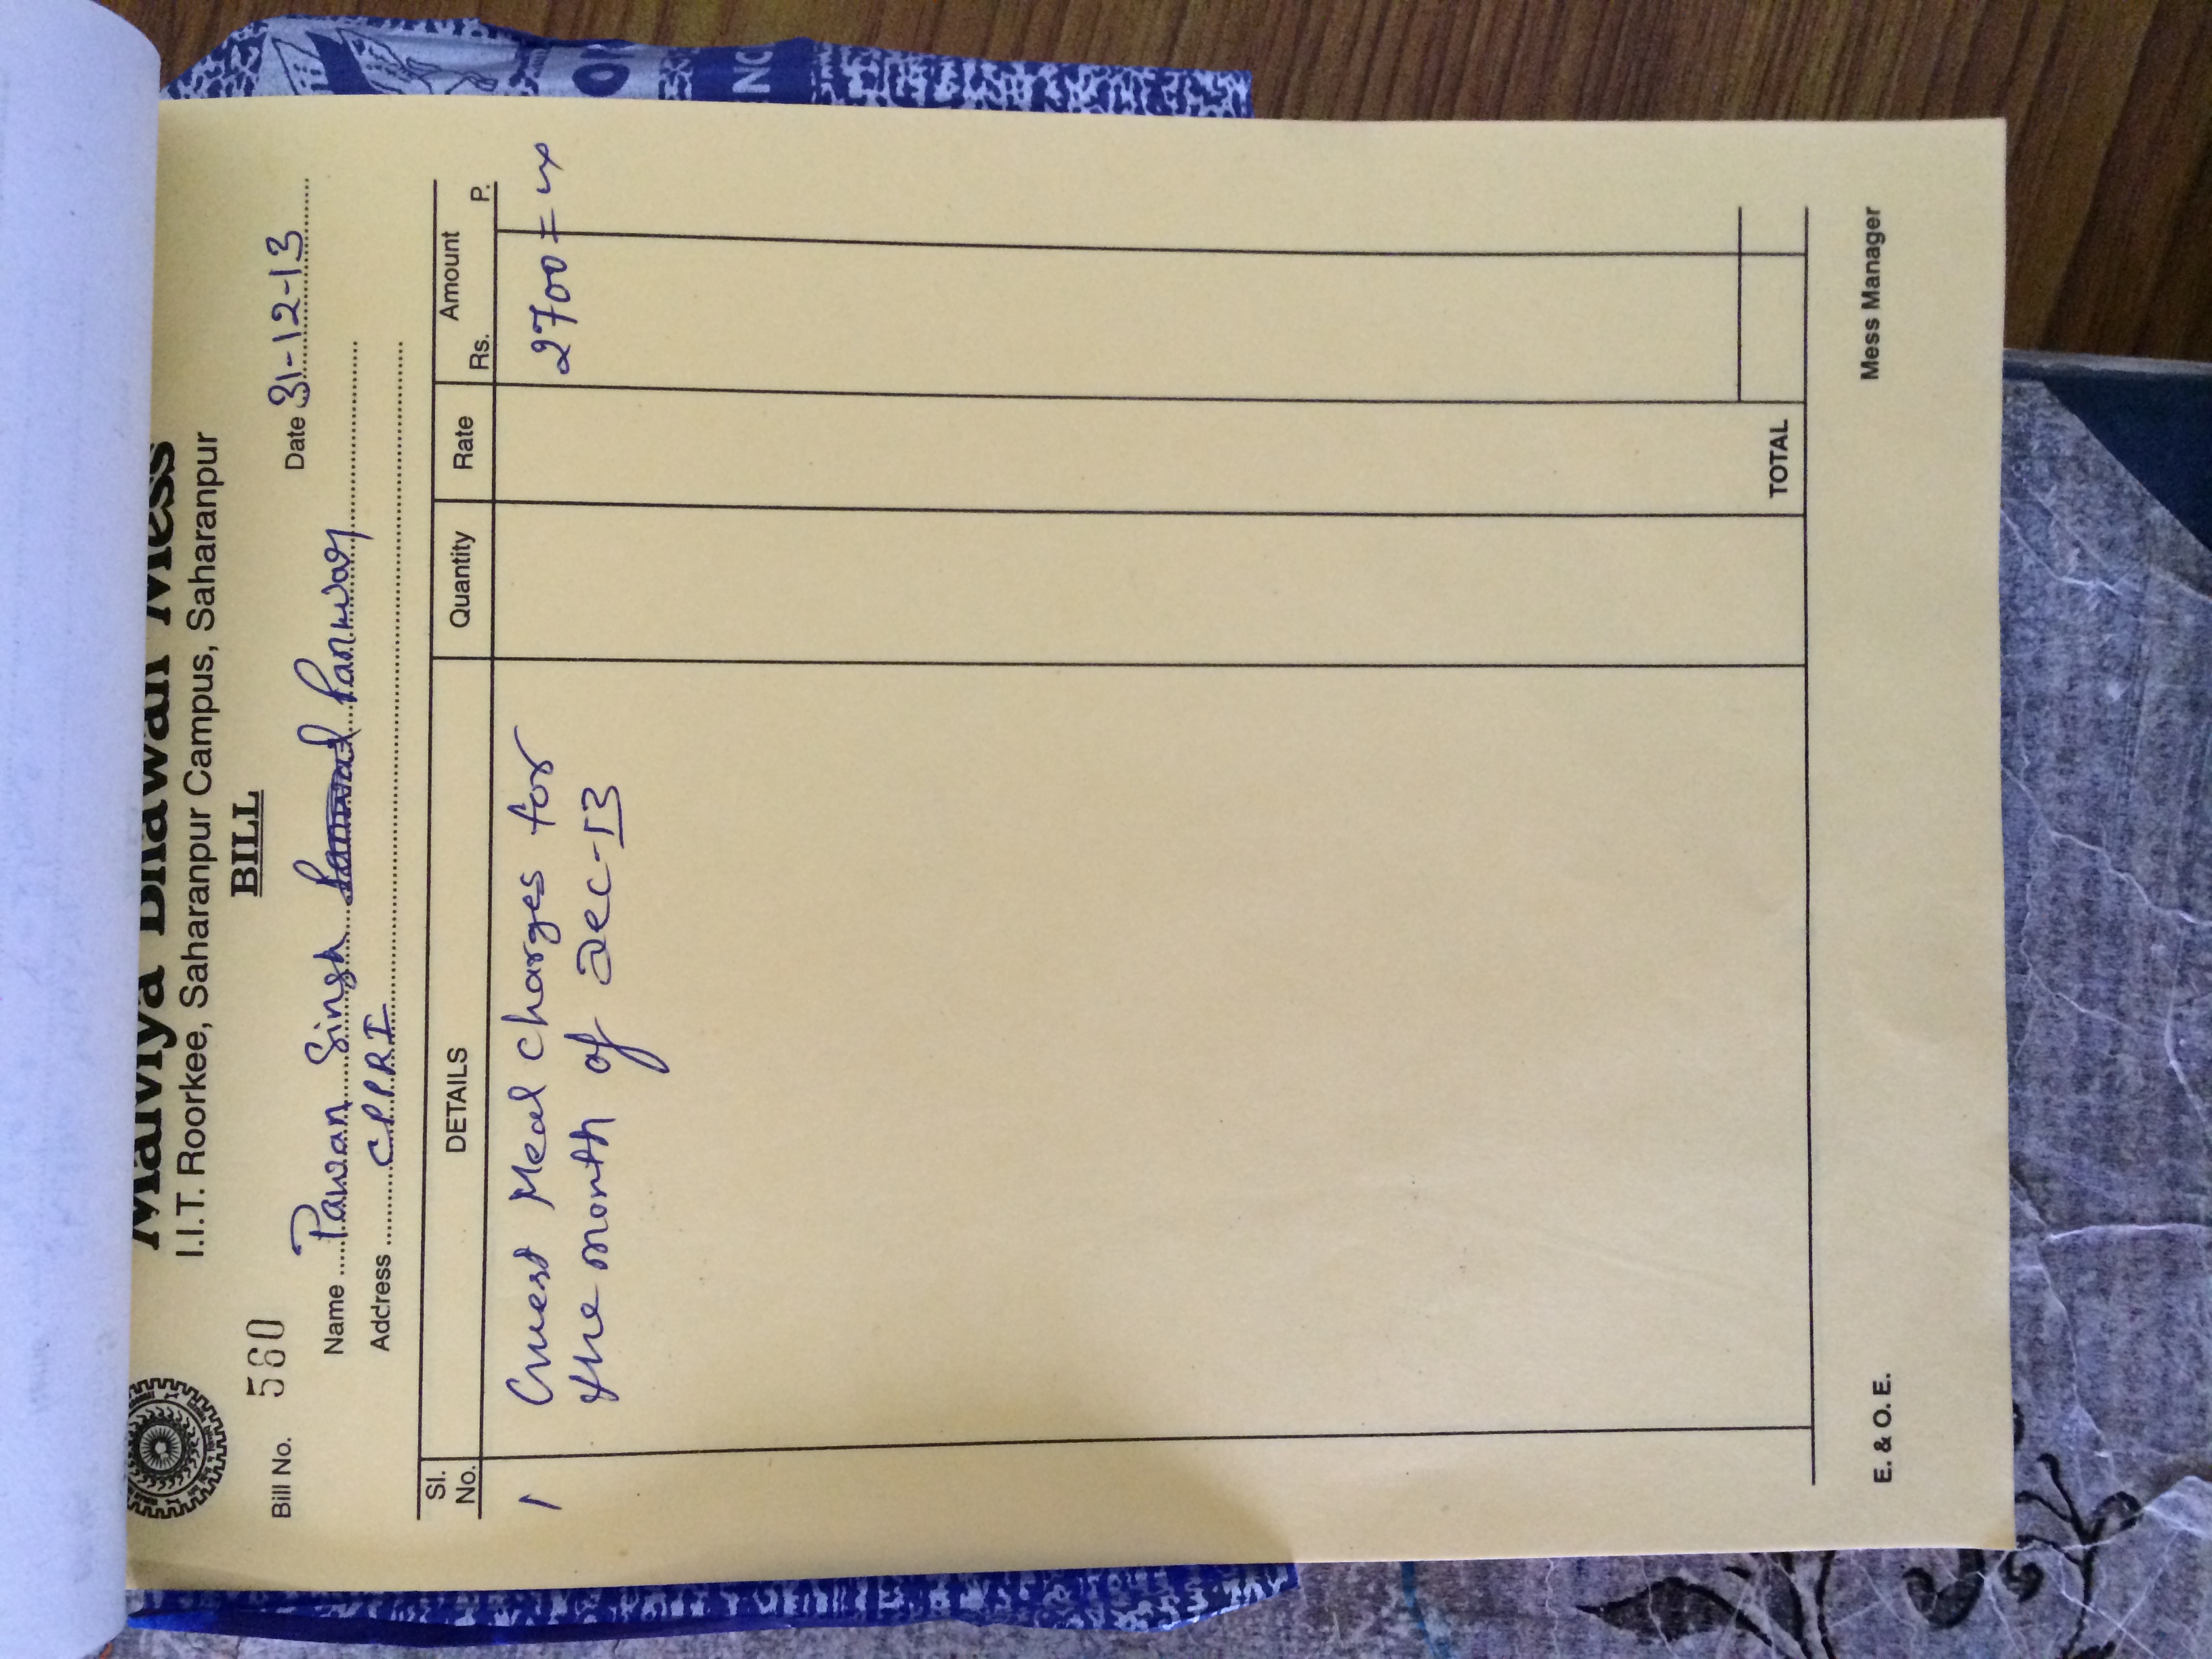 Malviya Bhawan Mess
I.I.T. Roorkee, Saharanpur Campus, Saharanpur
BILL
Bill No. 560
Date 31-12-13
Name Pawan Singh Panwar
Address CPPRI
Sl. No. DETAILS Quantity Rate Amount Rs. P.
1 Guest Meal charges for 2700=
the month of Dec-13
TOTAL
E. & O. E.
Mess Manager